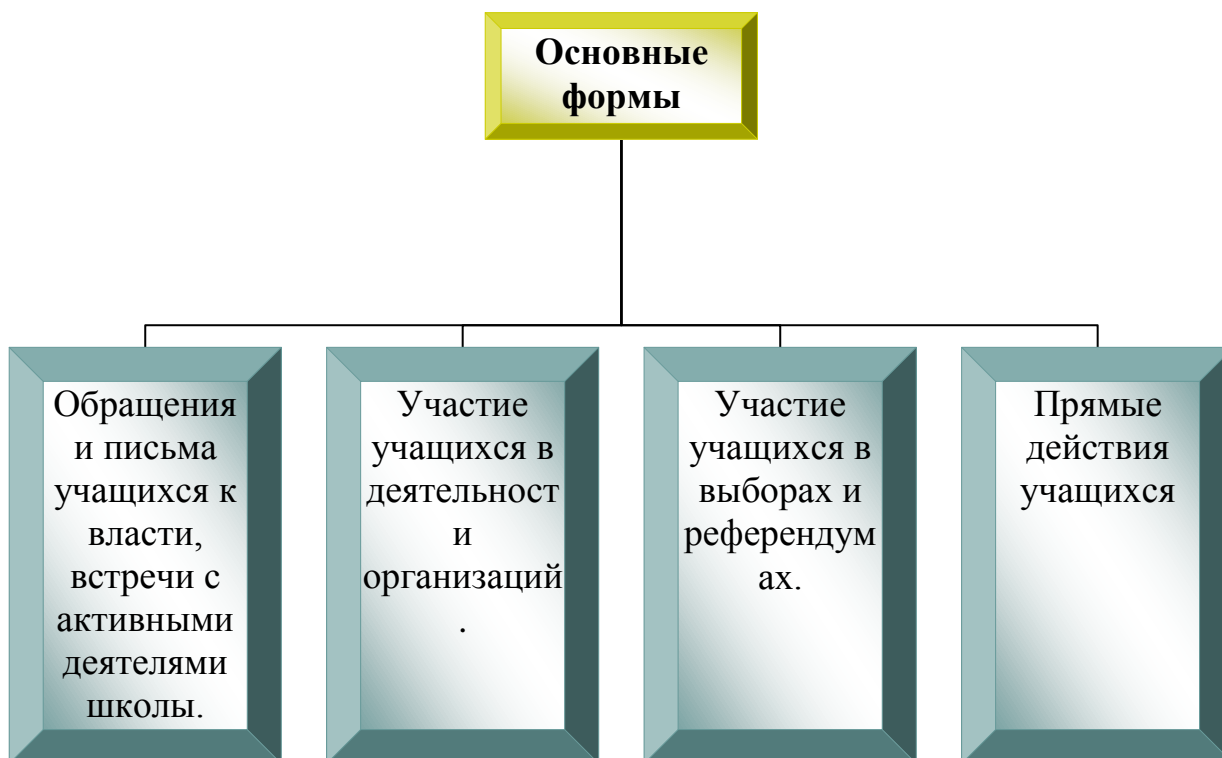 Основные
формы
Обращения
и письма
учащихся к
власти,
встречи с
активными
деятелями
школы.
Участие
учащихся в
деятельност
и
организаций
.
Участие
учащихся в
выборах и
референдум
ах.
Прямые
действия
учащихся